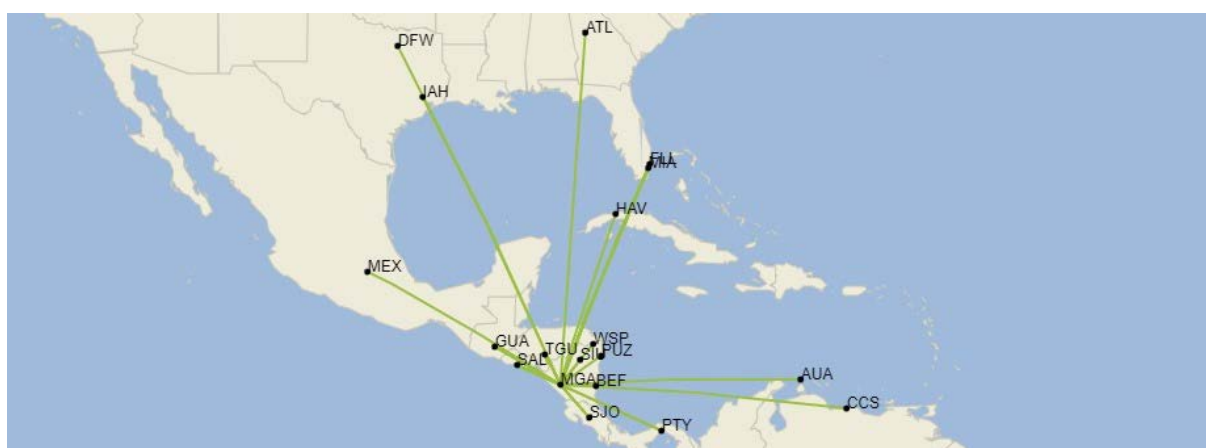 ATL
DFW
IAH
FLL
MIA
HAV
MEX
WSP
GUA
TGU
PUZ
SAL
AUA
MGA
BEF
CCS
SJO
PTY